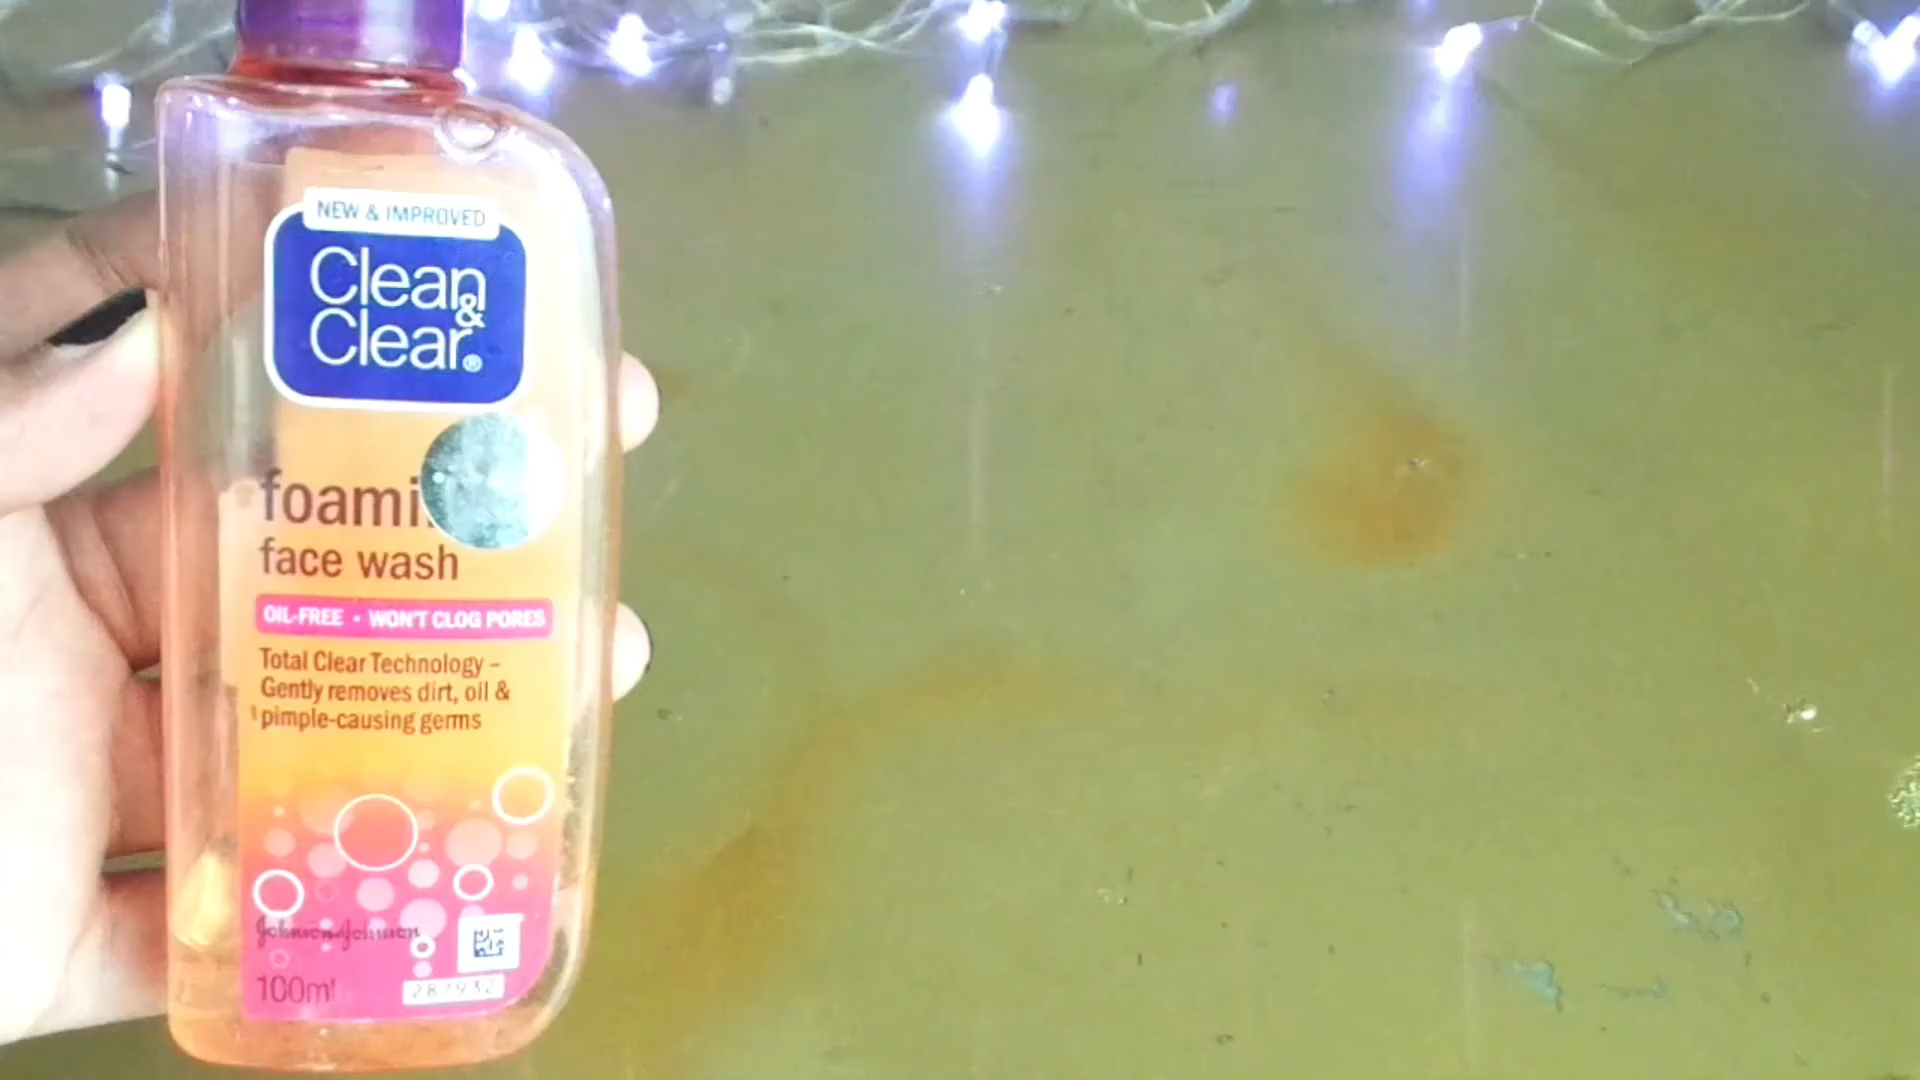 NEW & IMPROVED
Clean
&
Clear®
foami
face wash
OIL-FREE • WON'T CLOG PORES
Total Clear Technology –
Gently removes dirt, oil &
pimple-causing germs
Johnson & Johnson
100ml
287932